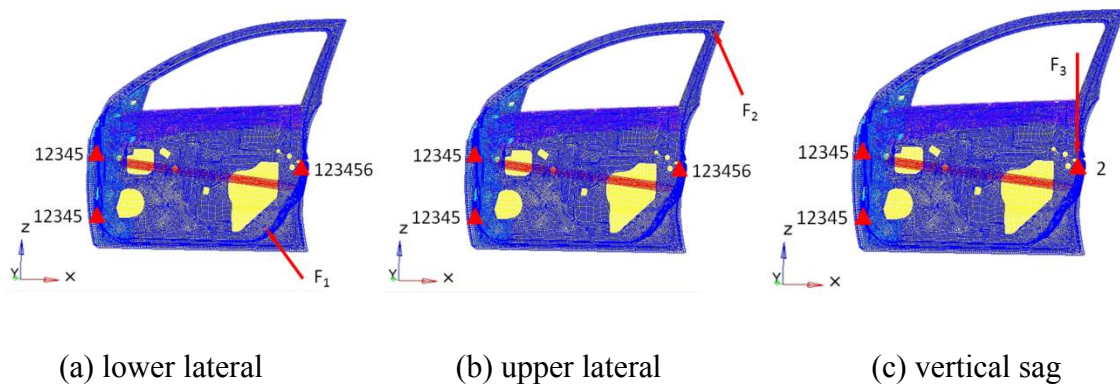 12345
12345
123456
F1
Z
Y
X
(a) lower lateral
12345
12345
123456
F2
Z
Y
X
(b) upper lateral
12345
12345
2
F3
Z
Y
X
(c) vertical sag